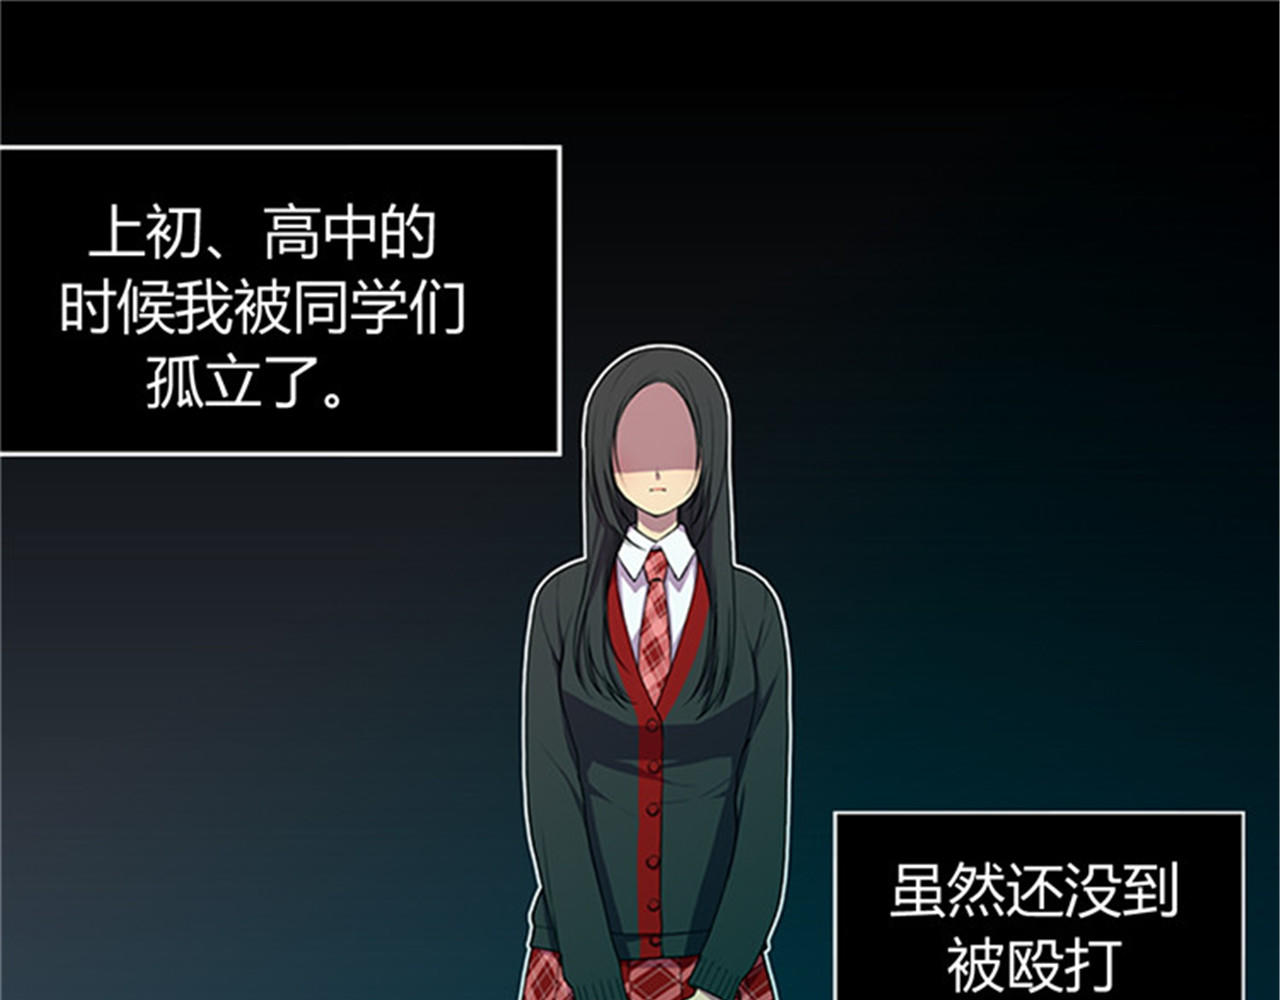 上初、高中的
时候我被同学们
孤立了。
虽然还没到
被殴打